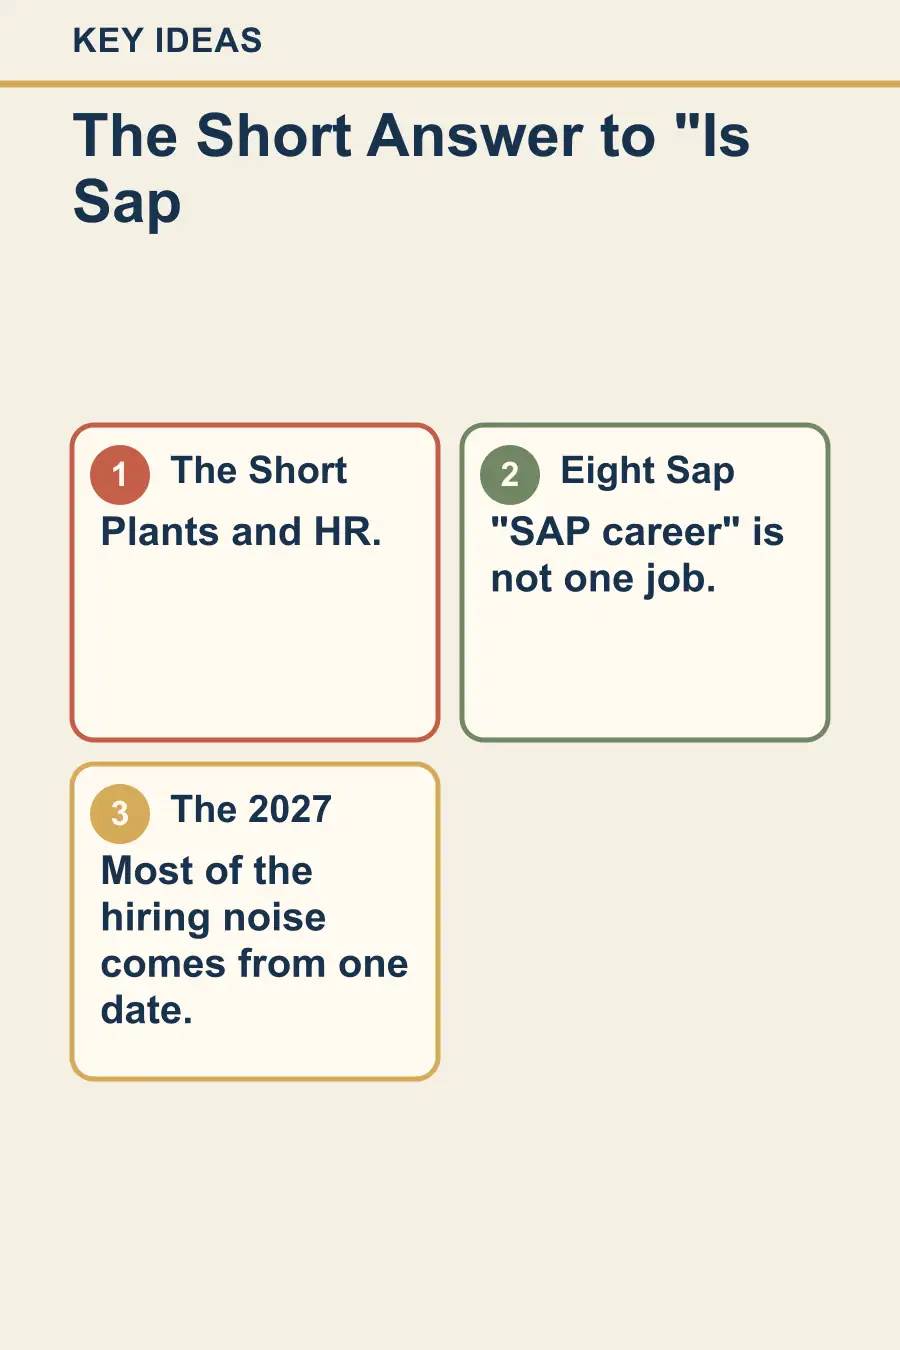 KEY IDEAS
The Short Answer to "Is
Sap
1 The Short
Plants and HR.
2 Eight Sap
"SAP career" is
not one job.
3 The 2027
Most of the
hiring noise
comes from one
date.